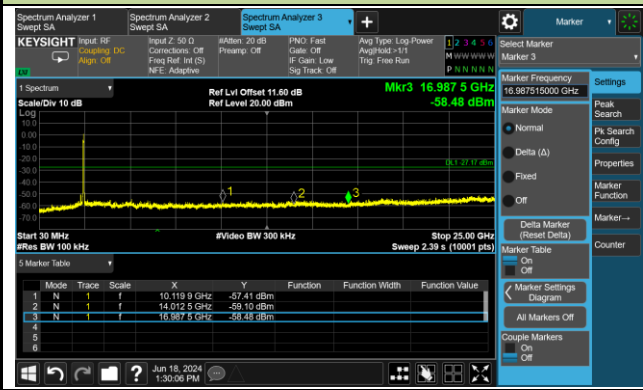 Spectrum Analyzer 1 Swept SA
Spectrum Analyzer 2 Swept SA
Spectrum Analyzer 3 Swept SA
+
Marker
KEYSIGHT
Input: RF
Coupling: DC
Align: Off
Input Z: 50 Ω
Corrections: Off
Freq Ref: Int (S)
NFE: Adaptive
#Atten: 20 dB
Preamp: Off
PNO: Fast
Gate: Off
IF Gain: Low
Sig Track: Off
Avg Type: Log-Power
Avg|Hold:>1/1
Trig: Free Run
1 2 3 4 5 6
M W W W W W
P N N N N N
Select Marker
Marker 3
1 Spectrum
Scale/Div 10 dB
Ref Lvl Offset 11.60 dB
Ref Level 20.00 dBm
Mkr3 16.987 5 GHz
-58.48 dBm
Log
10.0
0.00
-10.0
-20.0
-30.0
-40.0
-50.0
-60.0
-70.0
DL1 -27.17 dBm
1
2
3
Start 30 MHz
#Video BW 300 kHz
Stop 25.00 GHz
#Res BW 100 kHz
Sweep 2.39 s (10001 pts)
5 Marker Table
Mode Trace Scale X Y Function Function Width Function Value
1 N 1 f 10.119 9 GHz -57.41 dBm
2 N 1 f 14.012 5 GHz -59.10 dBm
3 N 1 f 16.987 5 GHz -58.48 dBm
4
5
6
Marker Frequency
16.987515000 GHz
Marker Mode
Normal
Delta (Δ)
Fixed
Off
Delta Marker
(Reset Delta)
Marker Table
On
Off
Marker Settings
Diagram
All Markers Off
Couple Markers
On
Off
Settings
Peak
Search
Pk Search
Config
Properties
Marker
Function
Marker→
Counter
?
Jun 18, 2024
1:30:06 PM